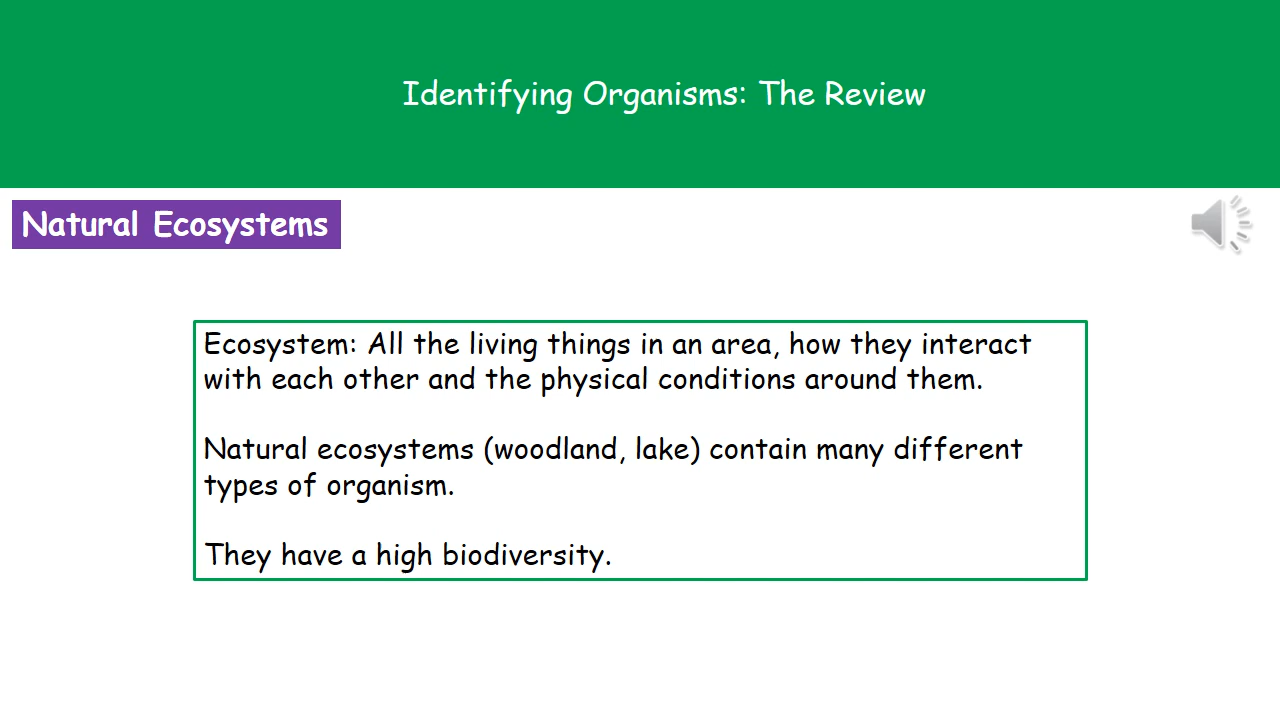 Identifying Organisms: The Review
Natural Ecosystems
Ecosystem: All the living things in an area, how they interact
with each other and the physical conditions around them.
Natural ecosystems (woodland, lake) contain many different
types of organism.
They have a high biodiversity.